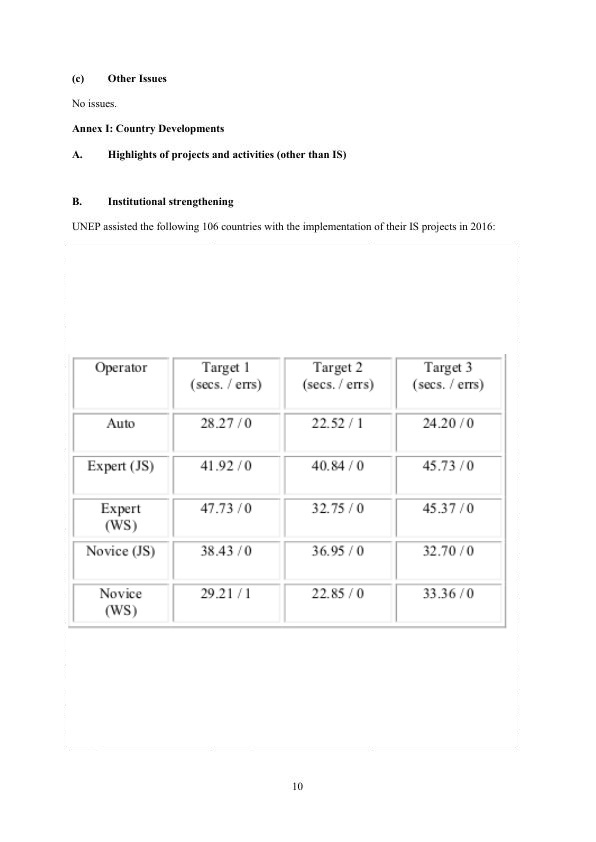 (c) Other Issues
No issues.
Annex I: Country Developments
A. Highlights of projects and activities (other than IS)
B. Institutional strengthening
UNEP assisted the following 106 countries with the implementation of their IS projects in 2016:
Operator Target 1 Target 2 Target 3
(secs. / errs) (secs. / errs) (secs. / errs)
Auto 28.27 / 0 22.52 / 1 24.20 / 0
Expert (JS) 41.92 / 0 40.84 / 0 45.73 / 0
Expert 47.73 / 0 32.75 / 0 45.37 / 0
(WS)
Novice (JS) 38.43 / 0 36.95 / 0 32.70 / 0
Novice 29.21 / 1 22.85 / 0 33.36 / 0
(WS)
10